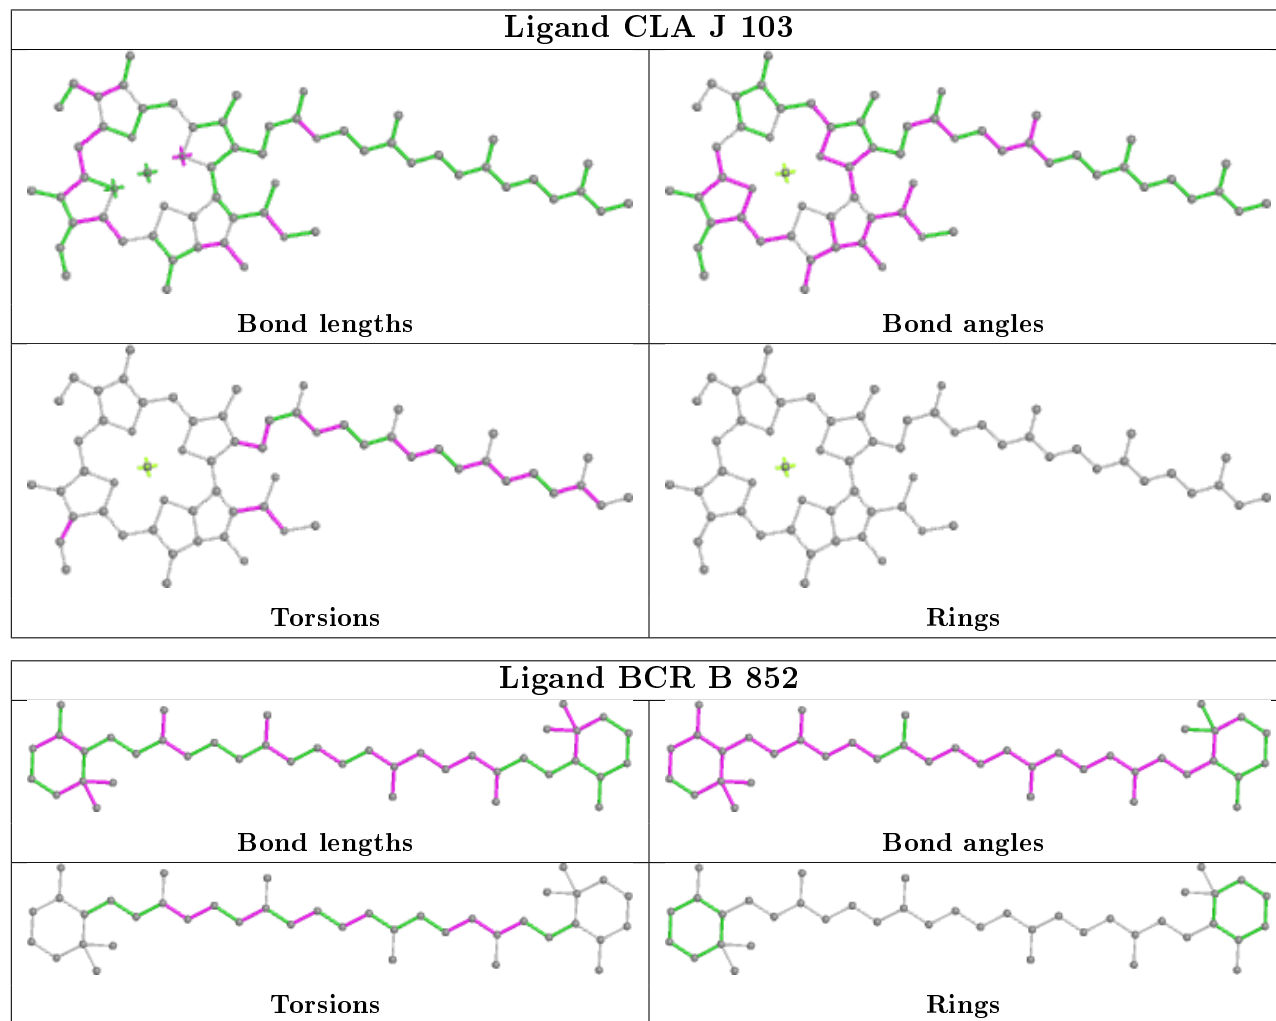 Ligand CLA J 103
Bond lengths
Bond angles
Torsions
Rings
Ligand BCR B 852
Bond lengths
Bond angles
Torsions
Rings